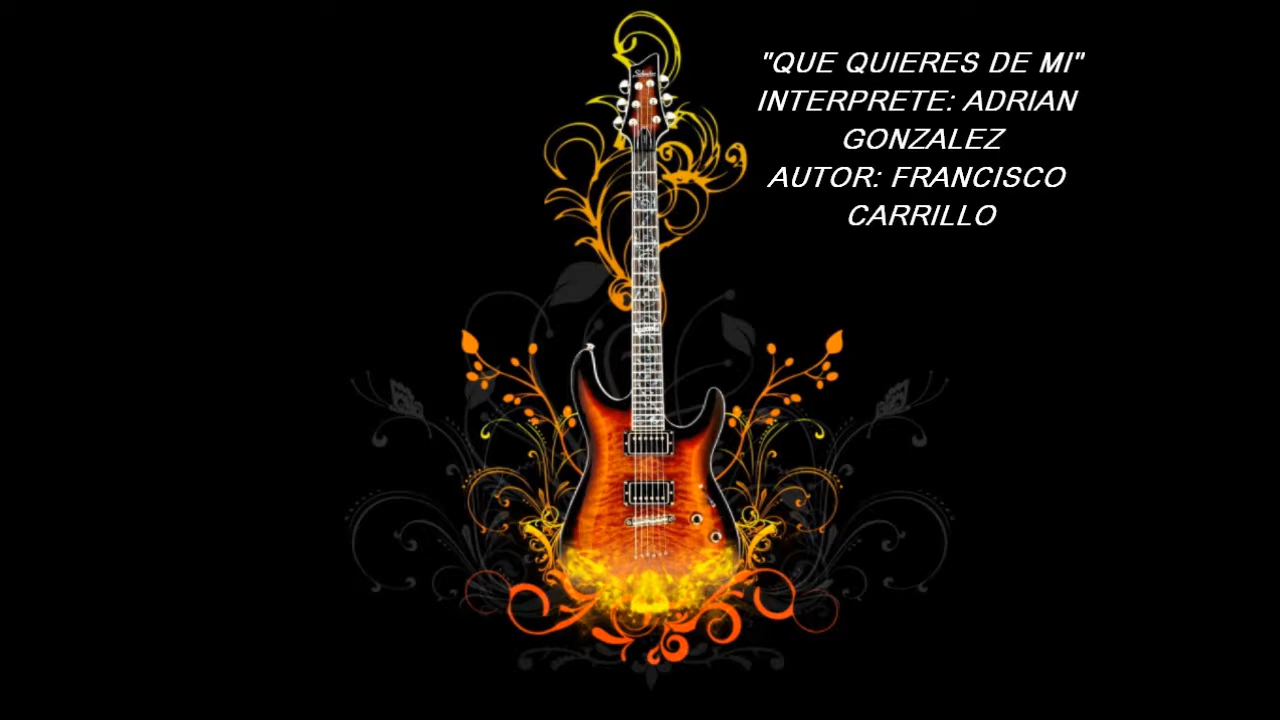 "QUE QUIERES DE MI"
INTERPRETE: ADRIAN
GONZALEZ
AUTOR: FRANCISCO
CARRILLO